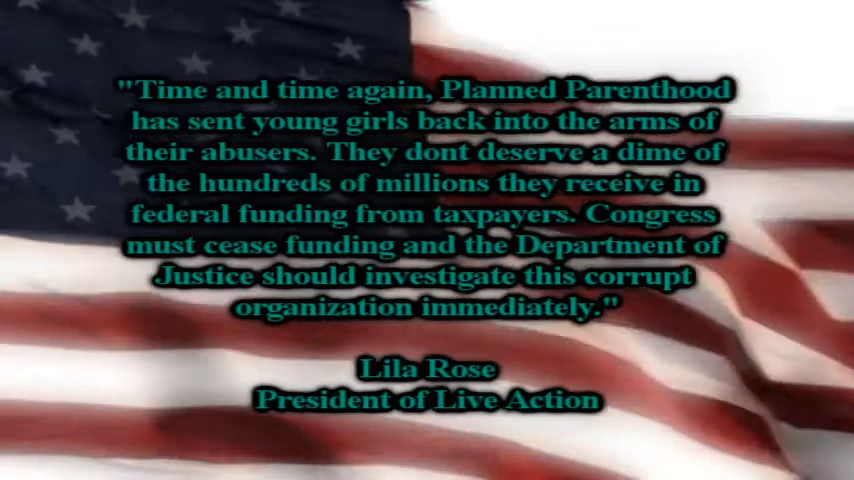 "Time and time again, Planned Parenthood
has sent young girls back into the arms of
their abusers. They dont deserve a dime of
the hundreds of millions they receive in
federal funding from taxpayers. Congress
must cease funding and the Department of
Justice should investigate this corrupt
organization immediately."
Lila Rose
President of Live Action